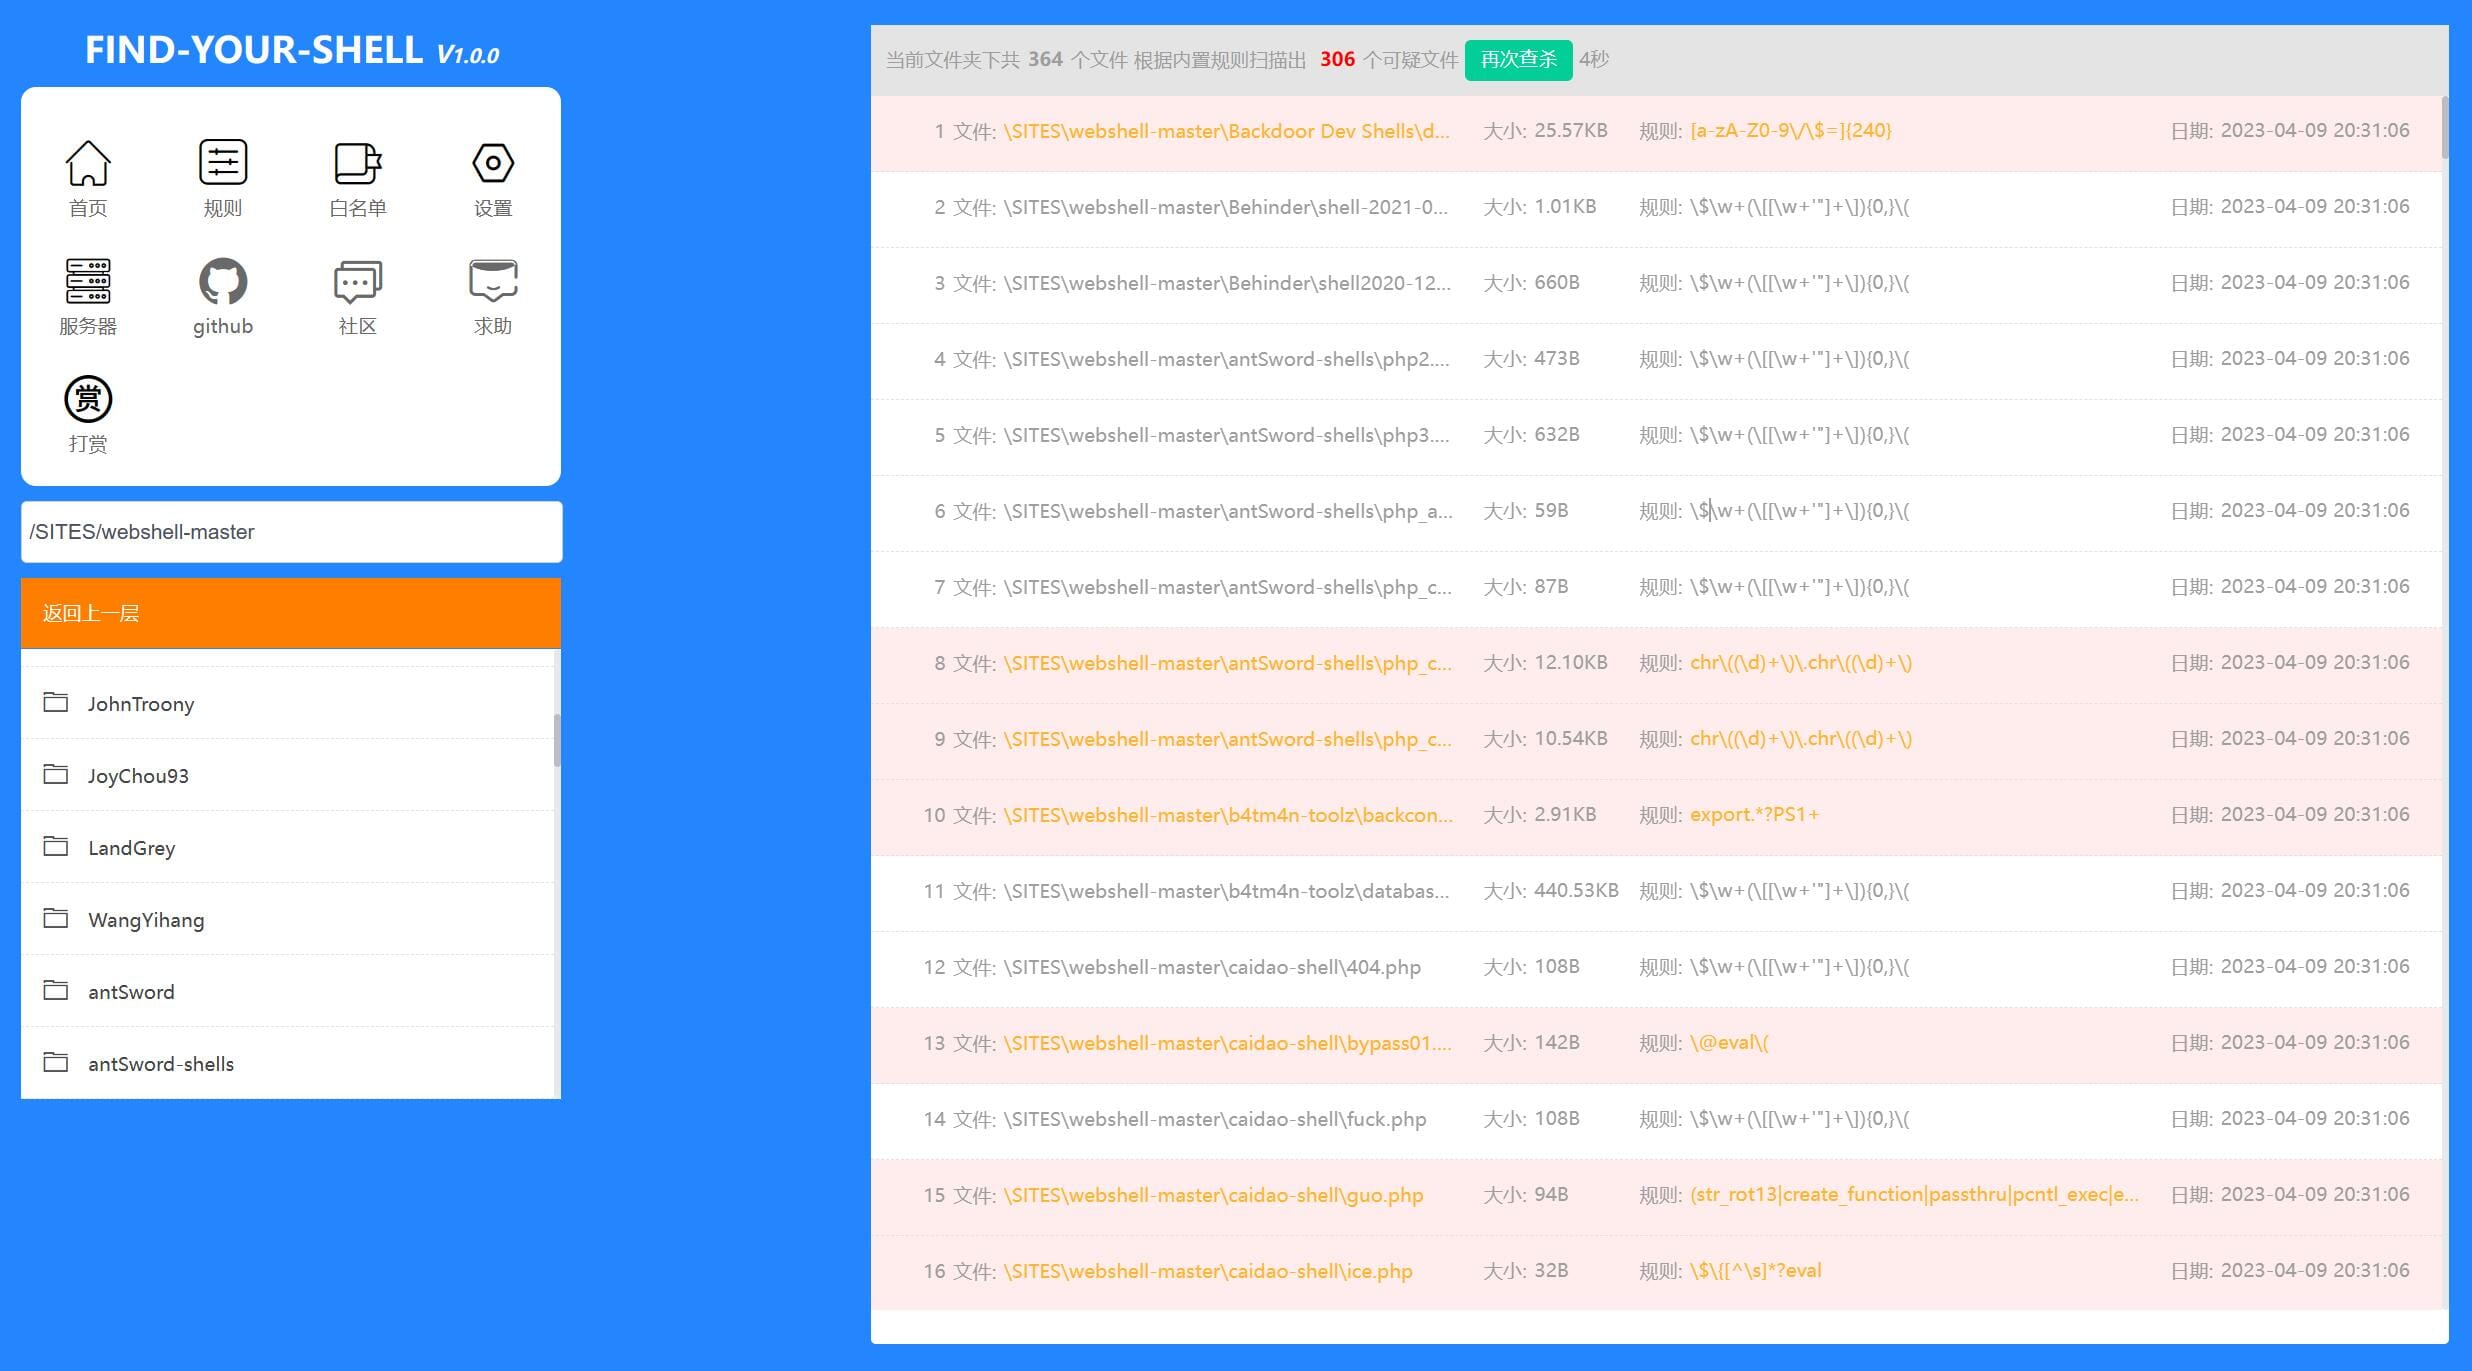 FIND-YOUR-SHELL V1.0.0
首页 规则 白名单 设置
服务器 github 社区 求助
赏
打赏
/SITES/webshell-master
返回上一层
JohnTroony
JoyChou93
LandGrey
WangYihang
antSword
antSword-shells
当前文件夹下共 364 个文件 根据内置规则扫描出 306 个可疑文件 再次查杀 4秒
1 文件: \SITES\webshell-master\Backdoor Dev Shells\d... 大小: 25.57KB 规则: [a-zA-Z0-9\/\$=]{240} 日期: 2023-04-09 20:31:06
2 文件: \SITES\webshell-master\Behinder\shell-2021-0... 大小: 1.01KB 规则: \$\w+(\[[\w+'"]+\]){0,}\( 日期: 2023-04-09 20:31:06
3 文件: \SITES\webshell-master\Behinder\shell2020-12... 大小: 660B 规则: \$\w+(\[[\w+'"]+\]){0,}\( 日期: 2023-04-09 20:31:06
4 文件: \SITES\webshell-master\antSword-shells\php2.... 大小: 473B 规则: \$\w+(\[[\w+'"]+\]){0,}\( 日期: 2023-04-09 20:31:06
5 文件: \SITES\webshell-master\antSword-shells\php3.... 大小: 632B 规则: \$\w+(\[[\w+'"]+\]){0,}\( 日期: 2023-04-09 20:31:06
6 文件: \SITES\webshell-master\antSword-shells\php_a... 大小: 59B 规则: \$\w+(\[[\w+'"]+\]){0,}\( 日期: 2023-04-09 20:31:06
7 文件: \SITES\webshell-master\antSword-shells\php_c... 大小: 87B 规则: \$\w+(\[[\w+'"]+\]){0,}\( 日期: 2023-04-09 20:31:06
8 文件: \SITES\webshell-master\antSword-shells\php_c... 大小: 12.10KB 规则: chr\((\d)+\)\.chr\((\d)+\) 日期: 2023-04-09 20:31:06
9 文件: \SITES\webshell-master\antSword-shells\php_c... 大小: 10.54KB 规则: chr\((\d)+\)\.chr\((\d)+\) 日期: 2023-04-09 20:31:06
10 文件: \SITES\webshell-master\b4tm4n-toolz\backcon... 大小: 2.91KB 规则: export.*?PS1+ 日期: 2023-04-09 20:31:06
11 文件: \SITES\webshell-master\b4tm4n-toolz\databas... 大小: 440.53KB 规则: \$\w+(\[[\w+'"]+\]){0,}\( 日期: 2023-04-09 20:31:06
12 文件: \SITES\webshell-master\caidao-shell\404.php 大小: 108B 规则: \$\w+(\[[\w+'"]+\]){0,}\( 日期: 2023-04-09 20:31:06
13 文件: \SITES\webshell-master\caidao-shell\bypass01.... 大小: 142B 规则: \@eval\( 日期: 2023-04-09 20:31:06
14 文件: \SITES\webshell-master\caidao-shell\fuck.php 大小: 108B 规则: \$\w+(\[[\w+'"]+\]){0,}\( 日期: 2023-04-09 20:31:06
15 文件: \SITES\webshell-master\caidao-shell\guo.php 大小: 94B 规则: (str_rot13|create_function|passthru|pcntl_exec|e... 日期: 2023-04-09 20:31:06
16 文件: \SITES\webshell-master\caidao-shell\ice.php 大小: 32B 规则: \$\{[^\s]*?eval 日期: 2023-04-09 20:31:06